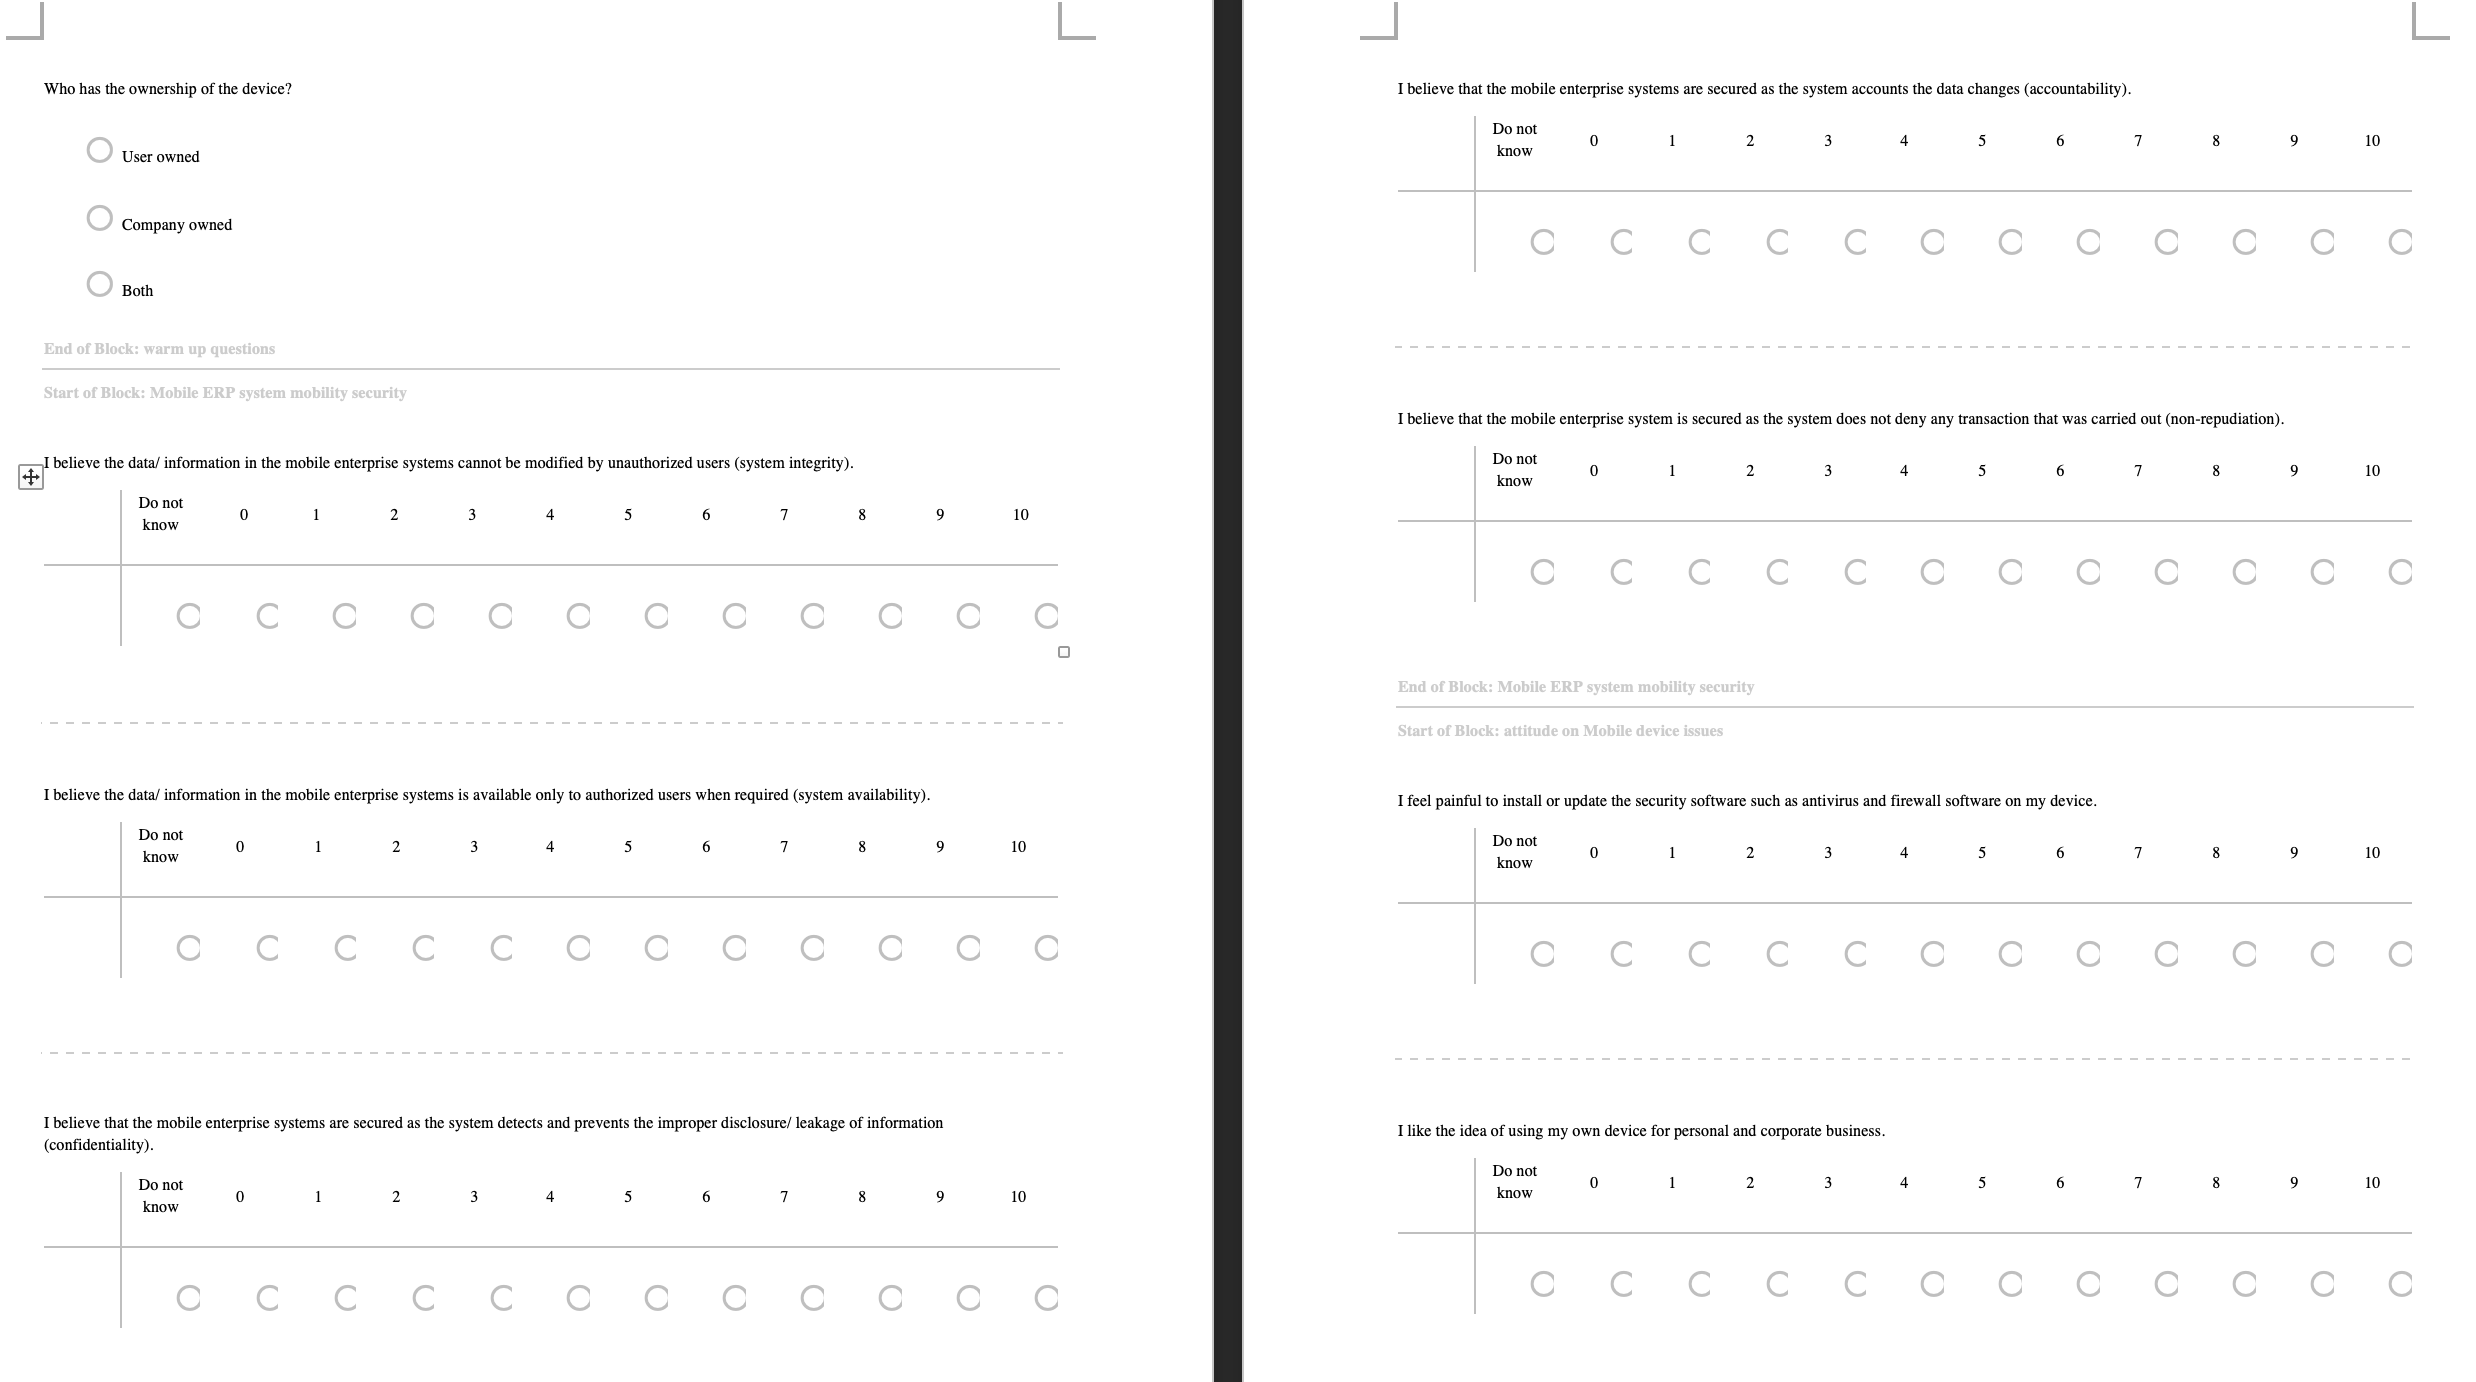 Who has the ownership of the device?
User owned
Company owned
Both
End of Block: warm up questions
Start of Block: Mobile ERP system mobility security
I believe the data/ information in the mobile enterprise systems cannot be modified by unauthorized users (system integrity).
Do not know 0 1 2 3 4 5 6 7 8 9 10
I believe the data/ information in the mobile enterprise systems is available only to authorized users when required (system availability).
Do not know 0 1 2 3 4 5 6 7 8 9 10
I believe that the mobile enterprise systems are secured as the system detects and prevents the improper disclosure/ leakage of information
(confidentiality).
Do not know 0 1 2 3 4 5 6 7 8 9 10
I believe that the mobile enterprise systems are secured as the system accounts the data changes (accountability).
Do not know 0 1 2 3 4 5 6 7 8 9 10
I believe that the mobile enterprise system is secured as the system does not deny any transaction that was carried out (non-repudiation).
Do not know 0 1 2 3 4 5 6 7 8 9 10
End of Block: Mobile ERP system mobility security
Start of Block: attitude on Mobile device issues
I feel painful to install or update the security software such as antivirus and firewall software on my device.
Do not know 0 1 2 3 4 5 6 7 8 9 10
I like the idea of using my own device for personal and corporate business.
Do not know 0 1 2 3 4 5 6 7 8 9 10